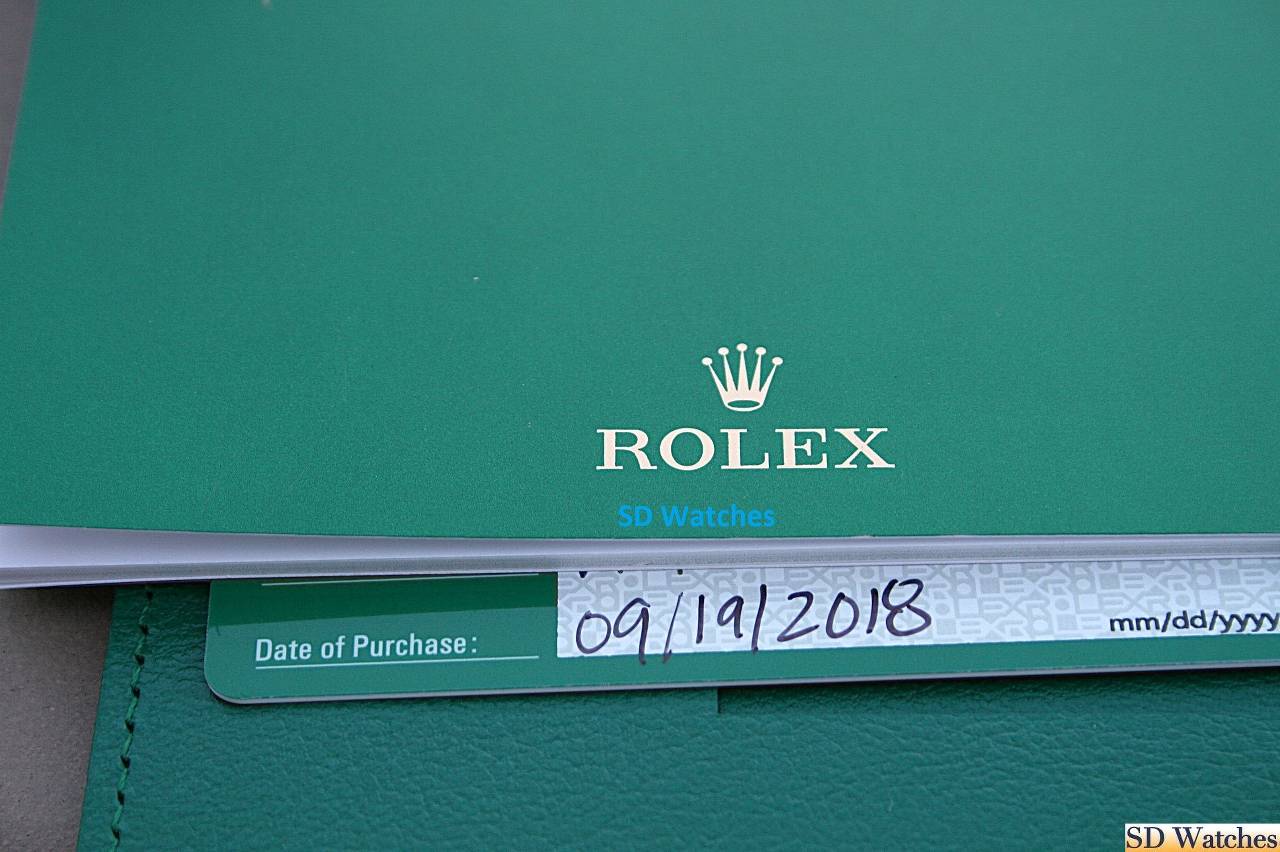 ROLEX
SD Watches
Date of Purchase: 09/19/2018 mm/dd/yyyy
SD Watches